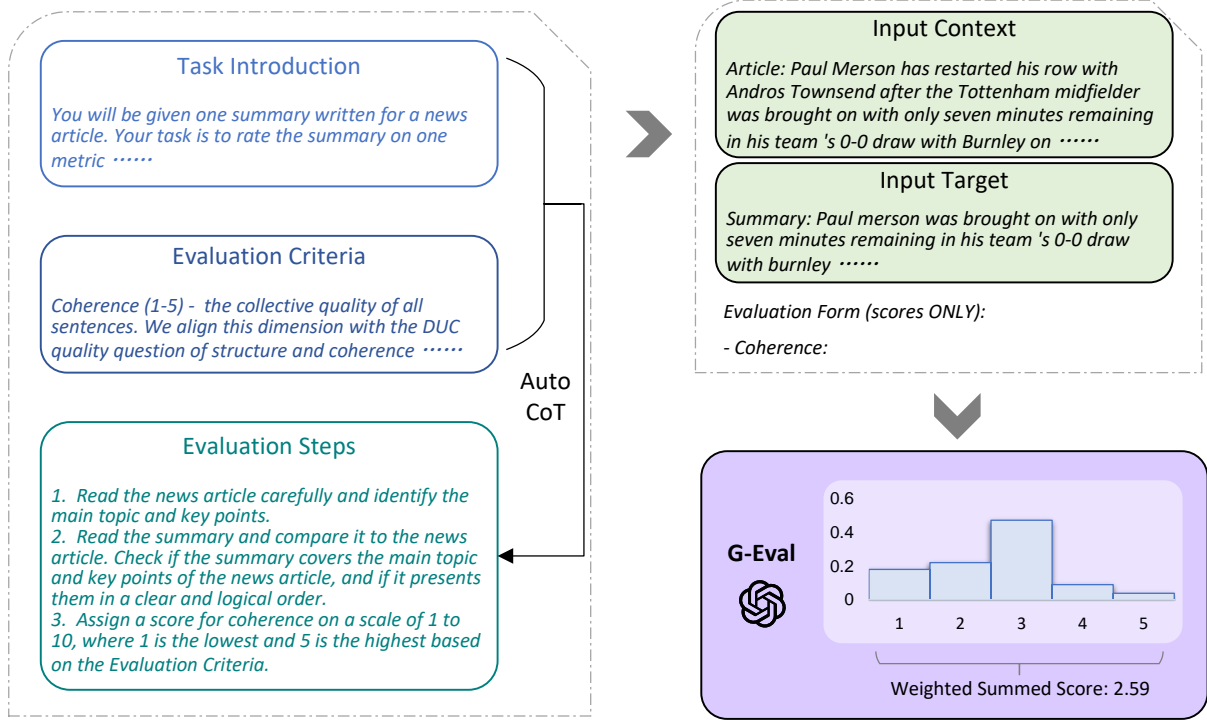 Task Introduction
You will be given one summary written for a news
article. Your task is to rate the summary on one
metric ······
Evaluation Criteria
Coherence (1-5) - the collective quality of all
sentences. We align this dimension with the DUC
quality question of structure and coherence ······
Auto
CoT
Evaluation Steps
1. Read the news article carefully and identify the
main topic and key points.
2. Read the summary and compare it to the news
article. Check if the summary covers the main topic
and key points of the news article, and if it presents
them in a clear and logical order.
3. Assign a score for coherence on a scale of 1 to
10, where 1 is the lowest and 5 is the highest based
on the Evaluation Criteria.
Input Context
Article: Paul Merson has restarted his row with
Andros Townsend after the Tottenham midfielder
was brought on with only seven minutes remaining
in his team 's 0-0 draw with Burnley on ······
Input Target
Summary: Paul merson was brought on with only
seven minutes remaining in his team 's 0-0 draw
with burnley ······
Evaluation Form (scores ONLY):
- Coherence:
G-Eval
0.6
0.4
0.2
0
1 2 3 4 5
Weighted Summed Score: 2.59